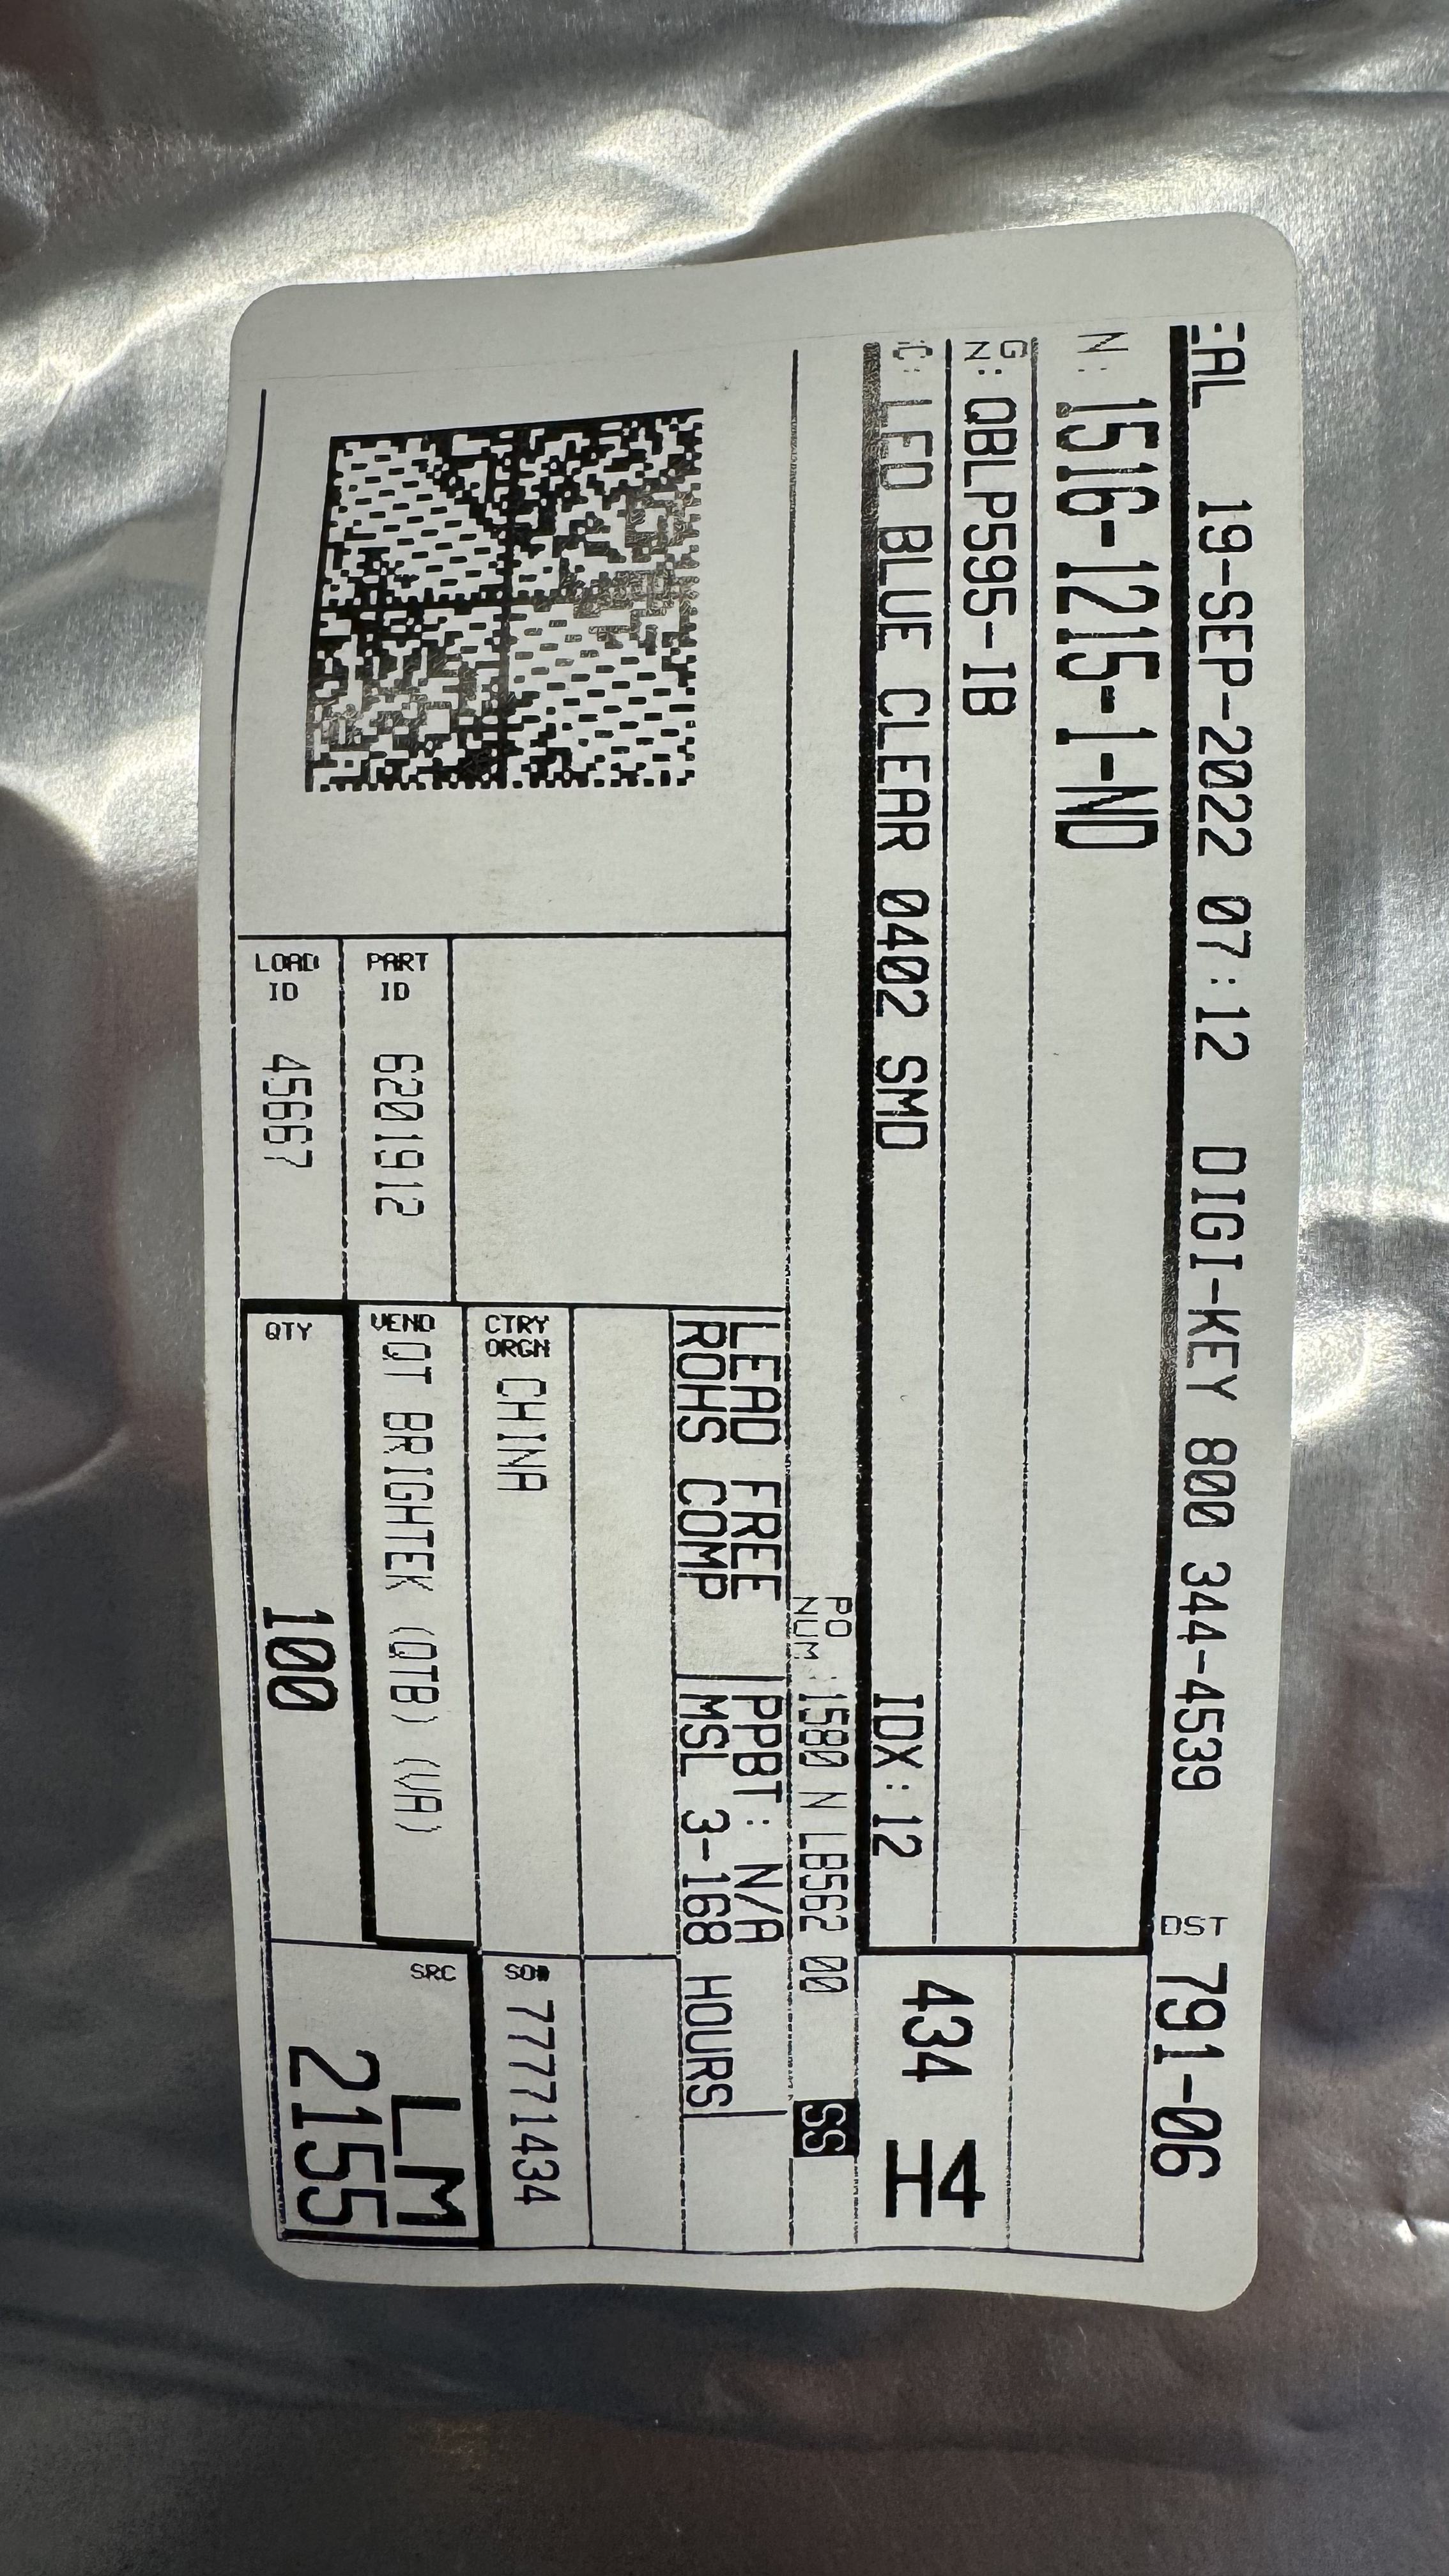 EAL 19-SEP-2022 07:12 DIGI-KEY 800 344-4539 DST 791-06
N: 1516-1215-1-ND
G
N: QBLP595-IB
C: LED BLUE CLEAR 0402 SMD IDX:12 434 H4
PO
NUM: 1580 N LB562 00 SS
LEAD FREE PPBT: N/A
ROHS COMP MSL 3-168 HOURS
CTRY
ORGN CHINA SO# 77771434
PART
ID 6201912
VEND QT BRIGHTEK (QTB) (VA)
SRC LM
2155
LOAD
ID 45667
QTY 100